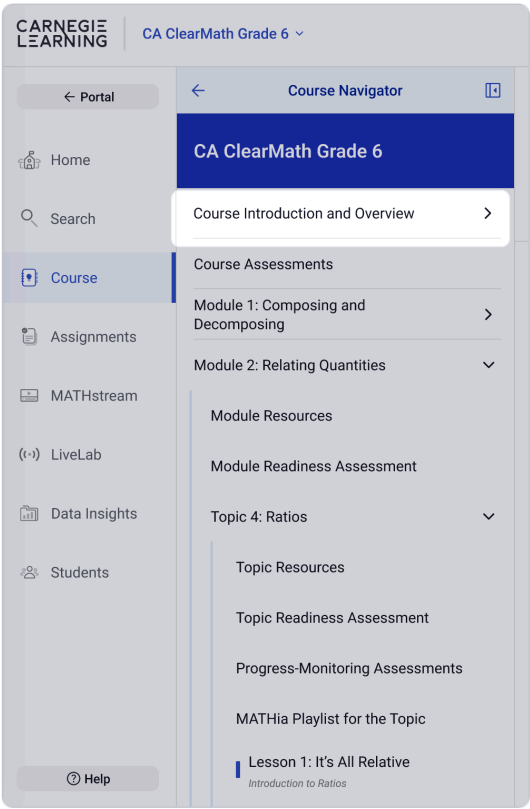 CARNEGIE
LEARNING
CA ClearMath Grade 6
Portal
Course Navigator
CA ClearMath Grade 6
Home
Search
Course
Assignments
MATHstream
LiveLab
Data Insights
Students
Help
Course Introduction and Overview
Course Assessments
Module 1: Composing and
Decomposing
Module 2: Relating Quantities
Module Resources
Module Readiness Assessment
Topic 4: Ratios
Topic Resources
Topic Readiness Assessment
Progress-Monitoring Assessments
MATHia Playlist for the Topic
Lesson 1: It’s All Relative
Introduction to Ratios